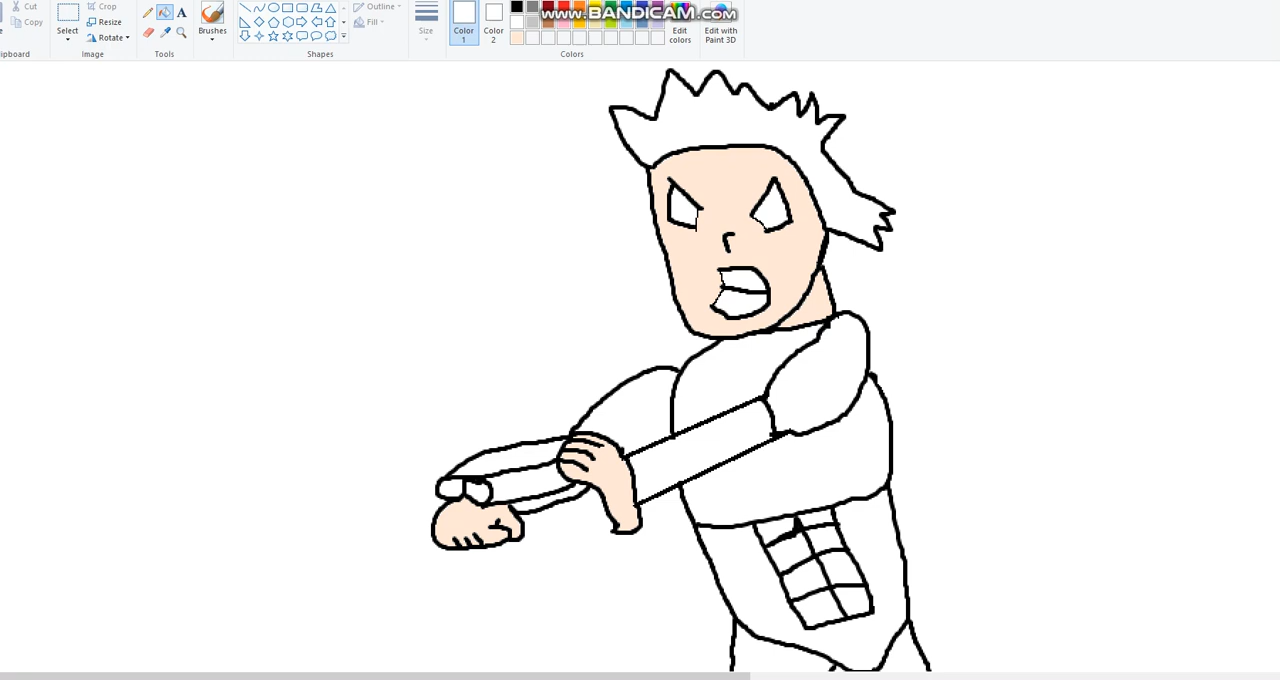 www.BANDICAM.com
Cut
Copy
Crop
Resize
Rotate
Select
A
Brushes
Outline
Fill
Size
Color
1
Color
2
Edit
colors
Edit with
Paint 3D
ipboard
Image
Tools
Shapes
Colors